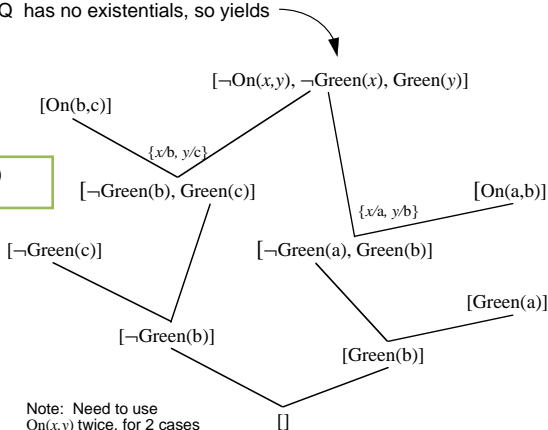 Q has no existentials, so yields
[¬On(x,y), ¬Green(x), Green(y)]
[On(b,c)]
{x/b, y/c}
)
[¬Green(b), Green(c)]
[On(a,b)]
{x/a, y/b}
[¬Green(c)]
[¬Green(a), Green(b)]
[Green(a)]
[¬Green(b)]
[Green(b)]
Note: Need to use
On(x,y) twice, for 2 cases
[]